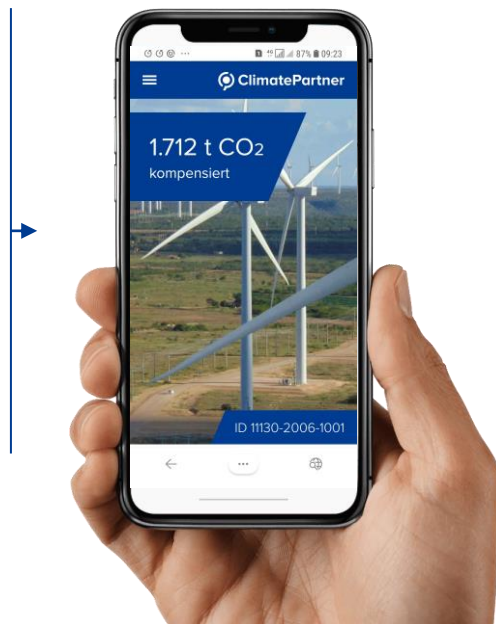 87% 09:23
ClimatePartner
1.712 t CO2
kompensiert
ID 11130-2006-1001